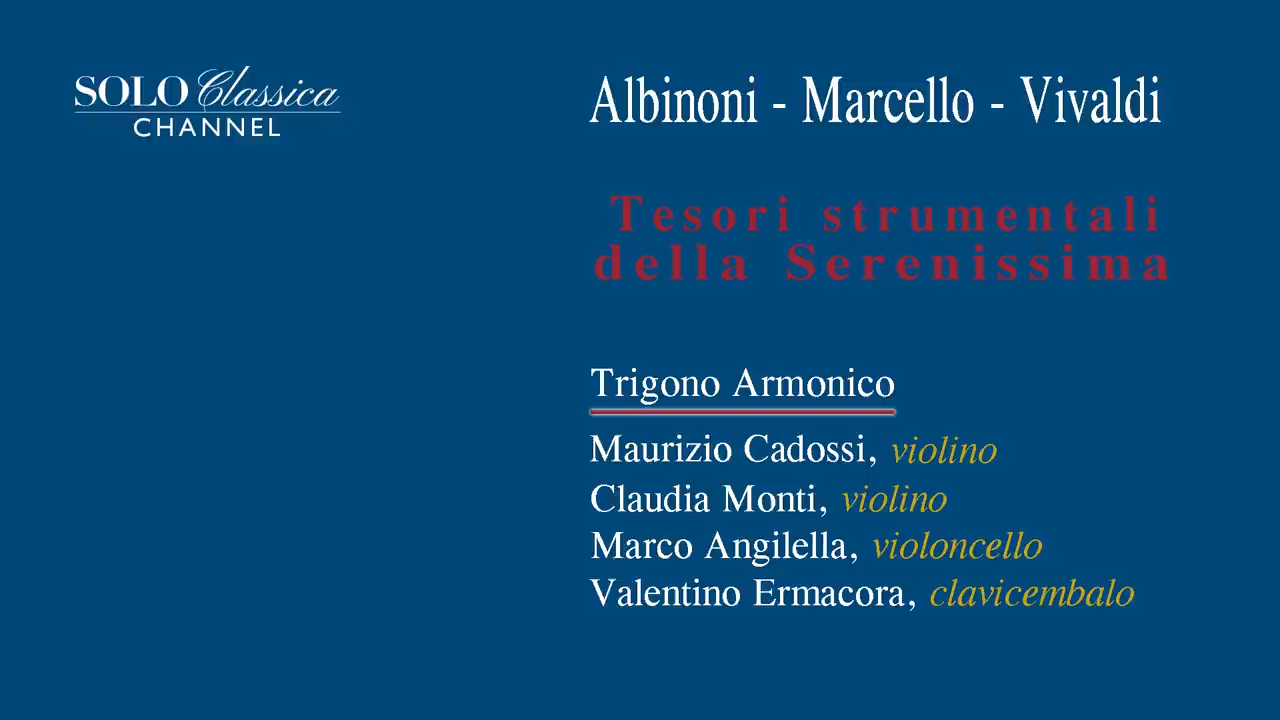 SOLO Classica
CHANNEL
Albinoni - Marcello - Vivaldi
Tesori strumentali
della Serenissima
Trigono Armonico
Maurizio Cadossi, violino
Claudia Monti, violino
Marco Angilella, violoncello
Valentino Ermacora, clavicembalo